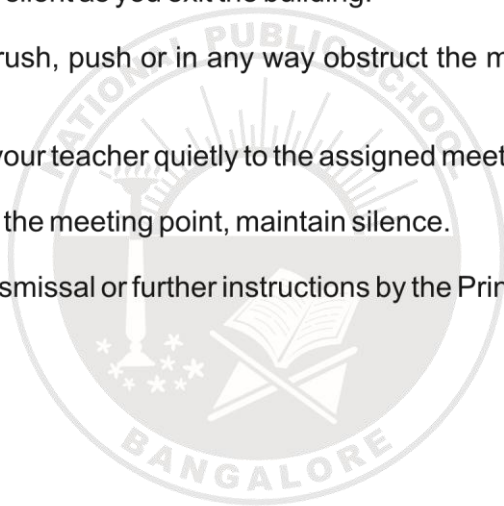 silent as you exit the building.
rush, push or in any way obstruct the m
your teacher quietly to the assigned meet
the meeting point, maintain silence.
smissal or further instructions by the Prin
NATIONAL PUBLIC SCHOOL
BANGALORE